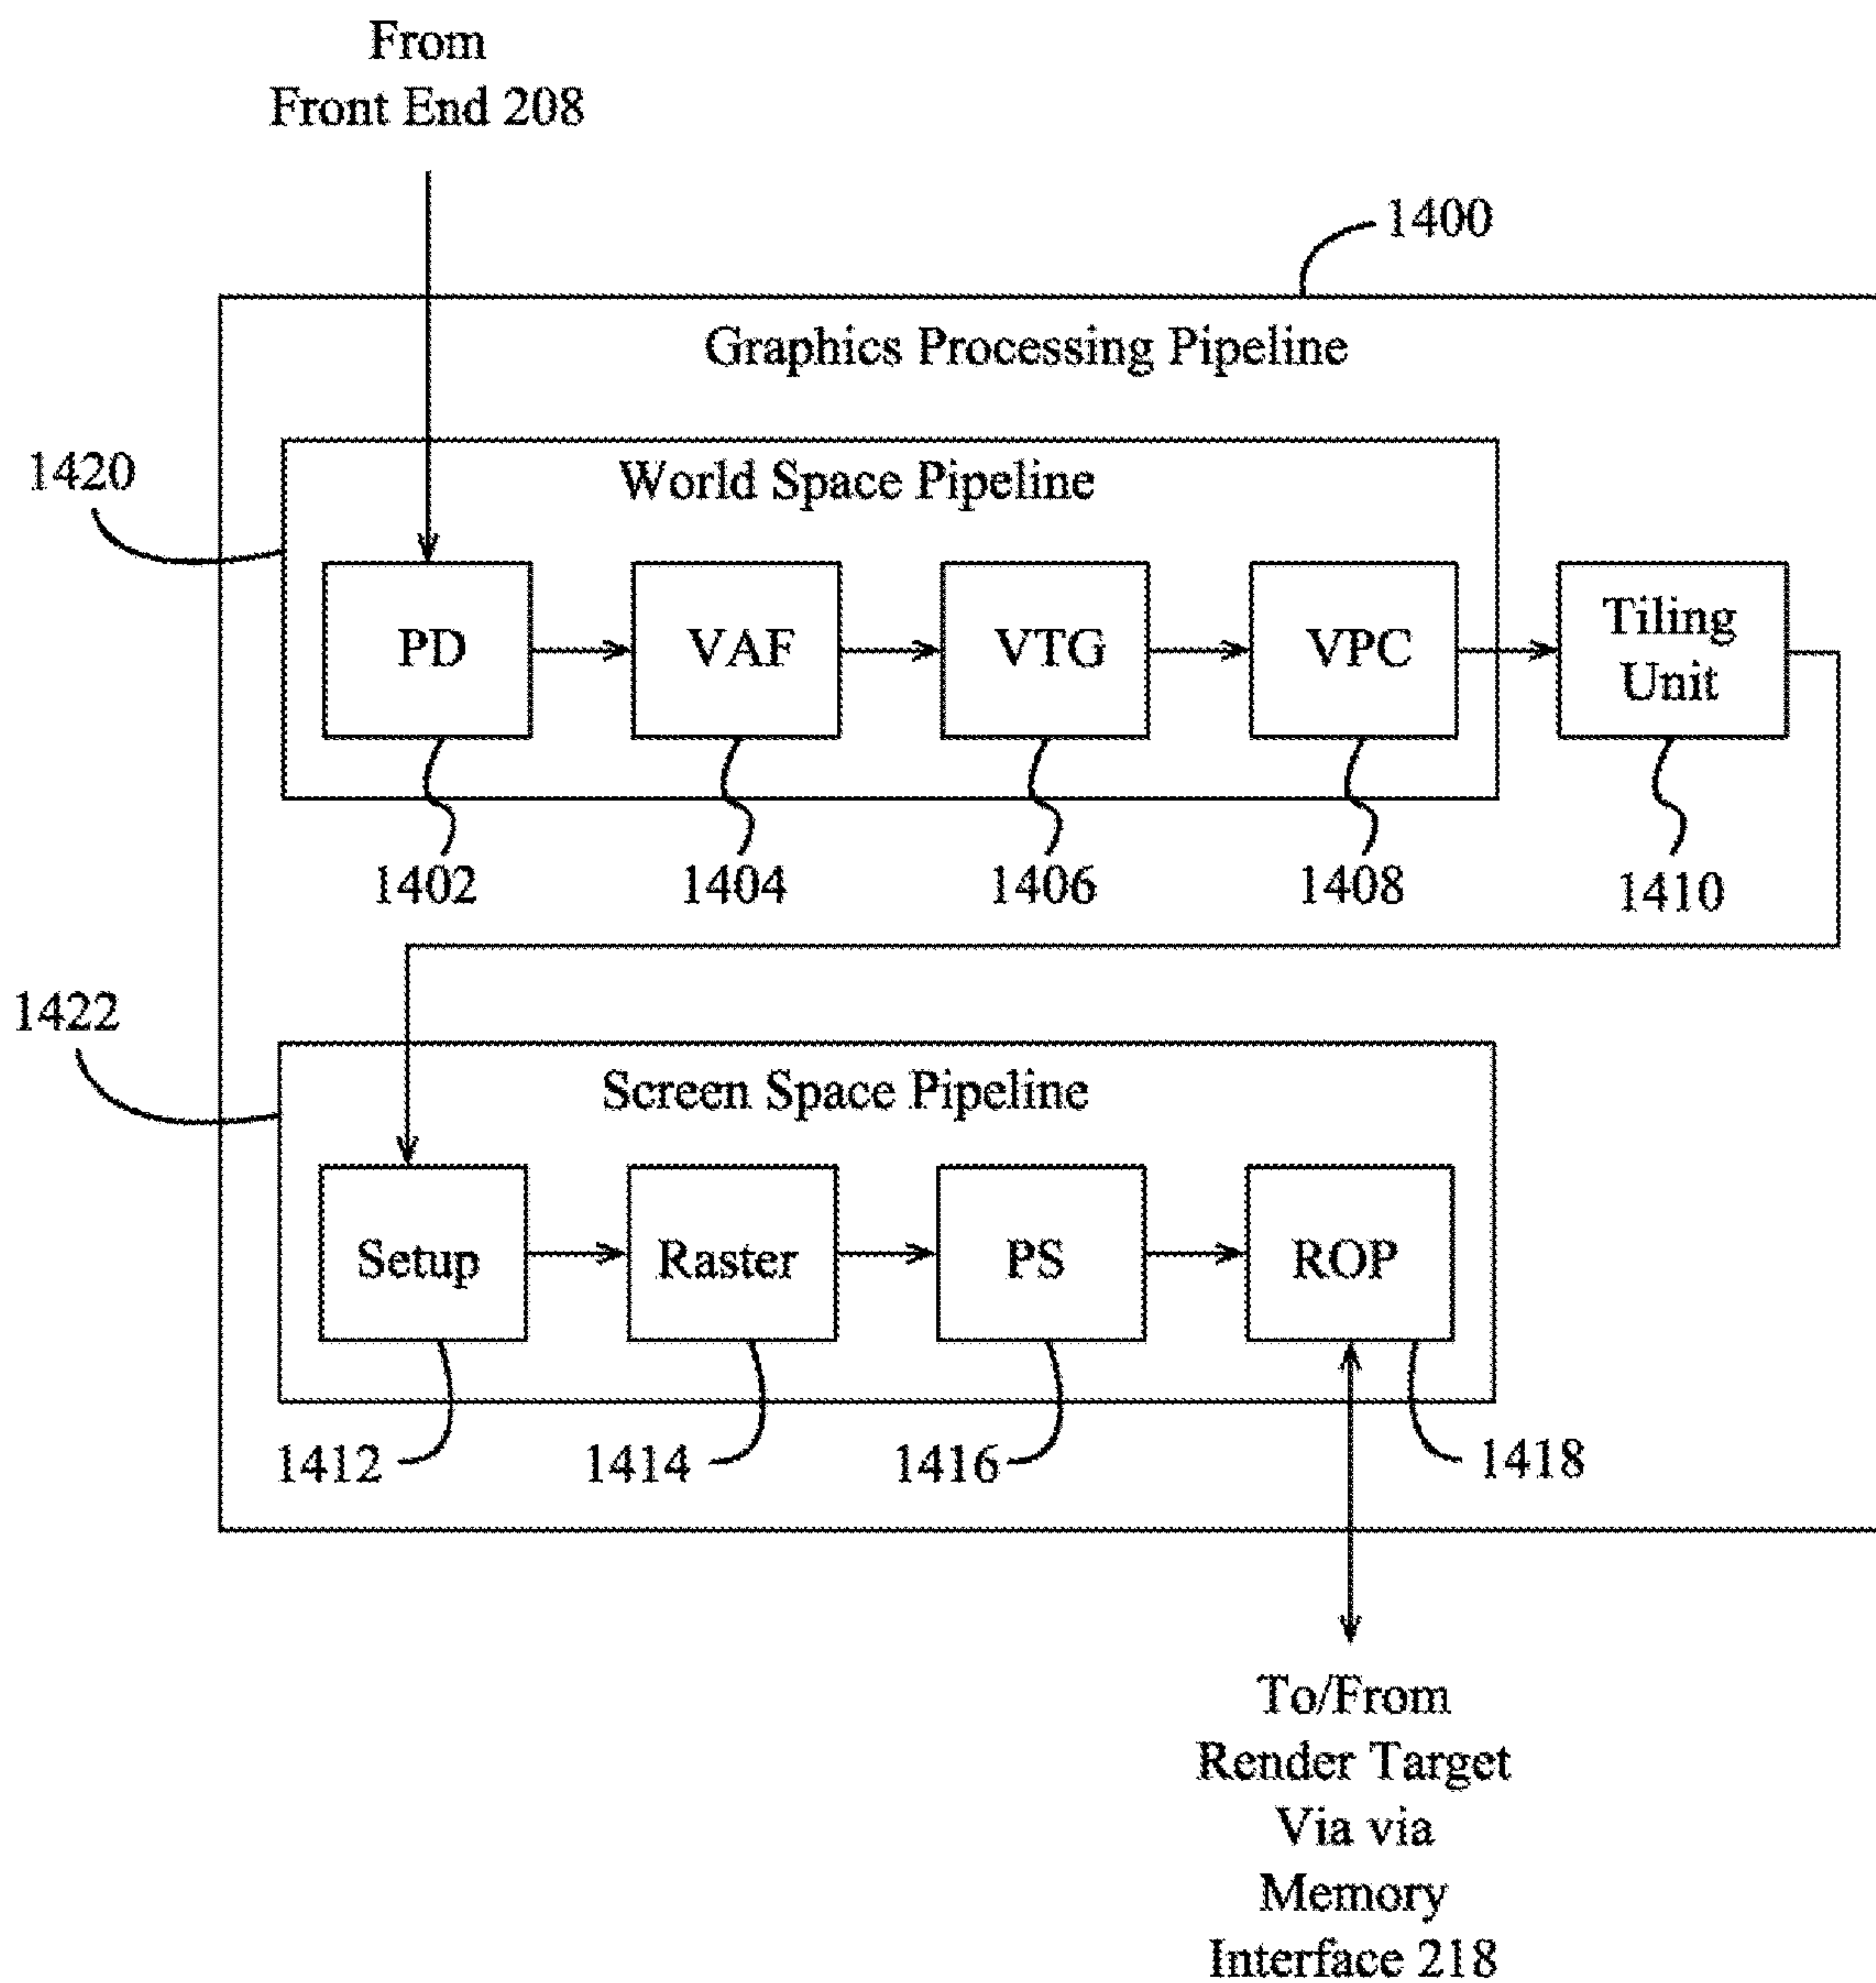 From
Front End 208
1400
Graphics Processing Pipeline
1420
World Space Pipeline
PD
VAF
VTG
VPC
Tiling
Unit
1402
1404
1406
1408
1410
1422
Screen Space Pipeline
Setup
Raster
PS
ROP
1412
1414
1416
1418
To/From
Render Target
Via via
Memory
Interface 218